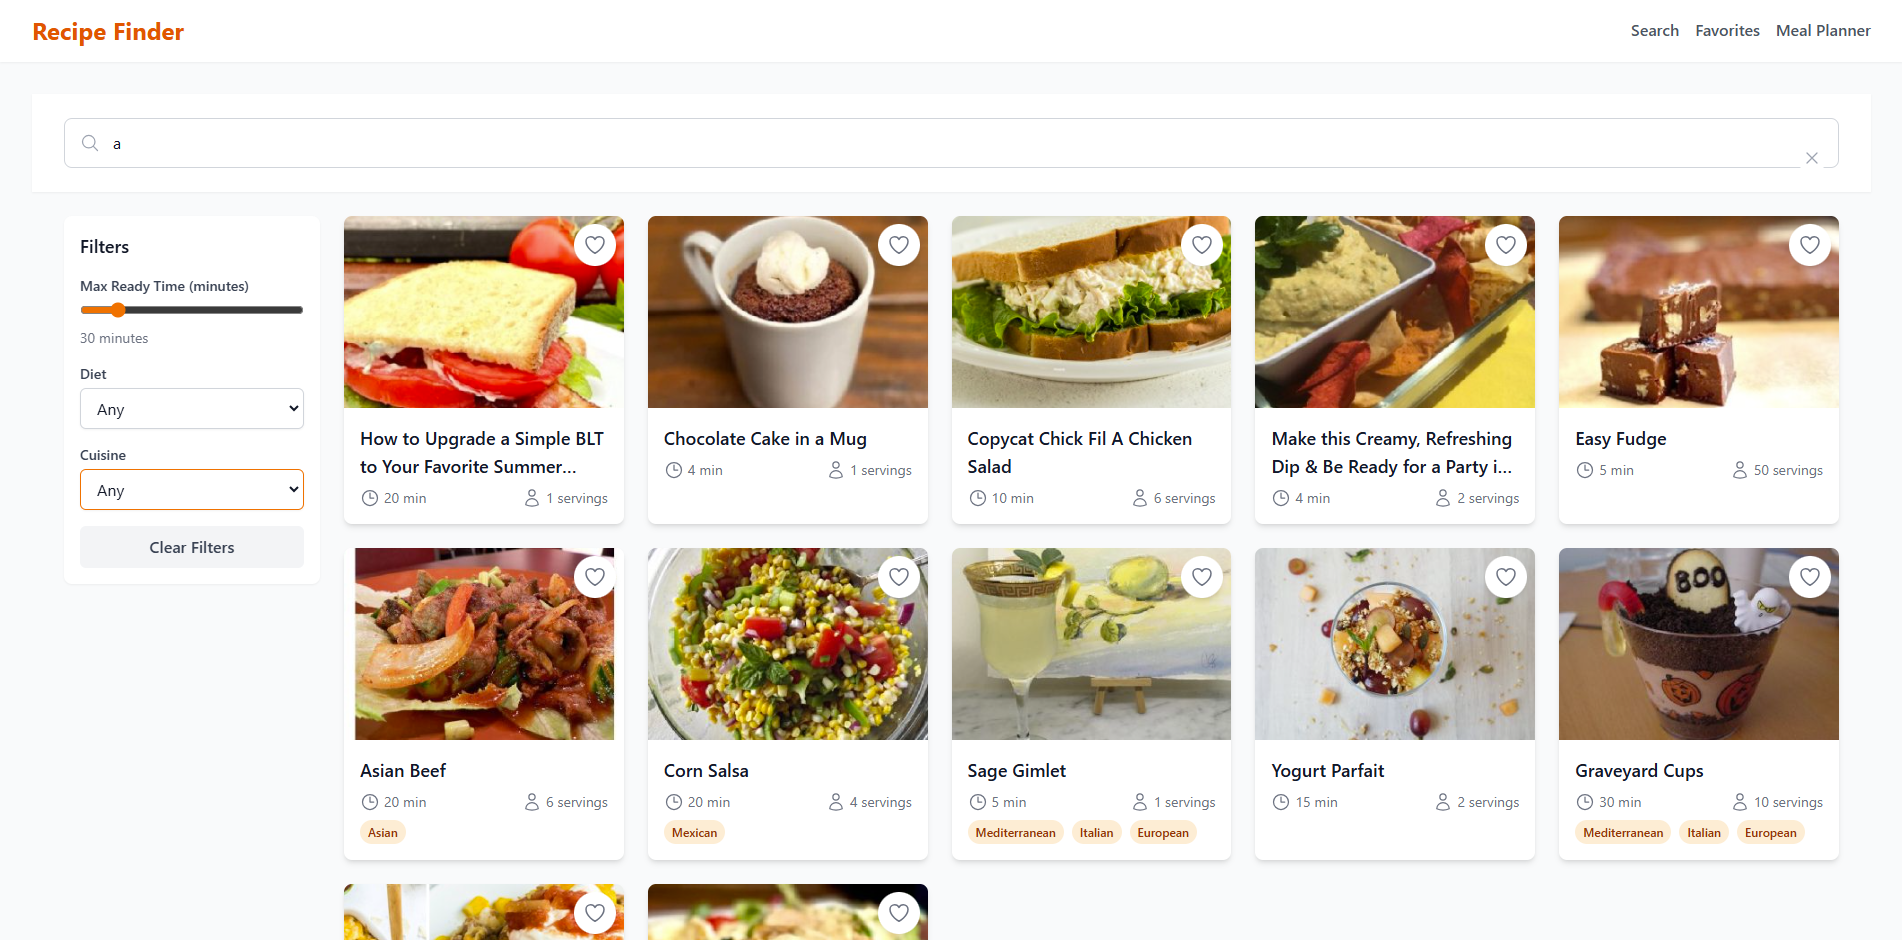 Recipe Finder
Search Favorites Meal Planner
a
Filters
Max Ready Time (minutes)
30 minutes
Diet
Any
Cuisine
Any
Clear Filters
How to Upgrade a Simple BLT
to Your Favorite Summer...
20 min 1 servings
Chocolate Cake in a Mug
4 min 1 servings
Copycat Chick Fil A Chicken
Salad
10 min 6 servings
Make this Creamy, Refreshing
Dip & Be Ready for a Party i...
4 min 2 servings
Easy Fudge
5 min 50 servings
Asian Beef
20 min 6 servings
Asian
Corn Salsa
20 min 4 servings
Mexican
Sage Gimlet
5 min 1 servings
Mediterranean Italian European
Yogurt Parfait
15 min 2 servings
BOO
Graveyard Cups
30 min 10 servings
Mediterranean Italian European